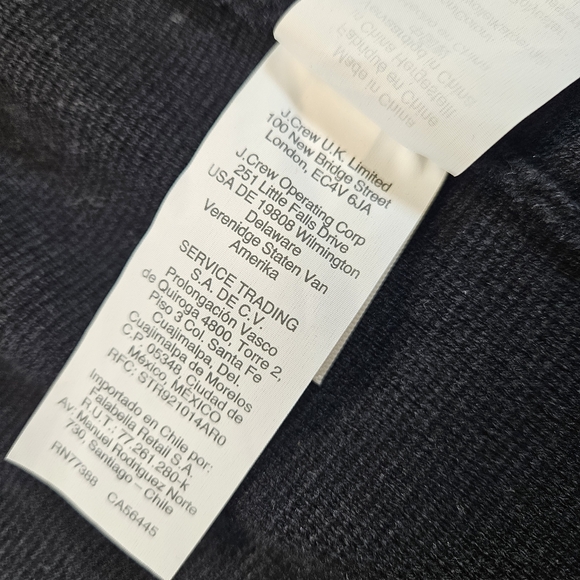 J.Crew U.K. Limited
100 New Bridge Street
London, EC4V 6JA
J.Crew Operating Corp
251 Little Falls Drive
USA DE 19808 Wilmington
Delaware
Verenidge Staten Van
Amerika
SERVICE TRADING
S.A. DE C.V.
Prolongación Vasco
de Quiroga 4800, Torre 2,
Piso 3 Col. Santa Fe
Cuajimalpa, Del.
Cuajimalpa de Morelos
C.P. 05348, Ciudad de
México, MÉXICO
RFC: STR921014AR0
Importado en Chile por:
Falabella Retail S.A.
R.U.T.: 77.261.280-k
Av: Manuel Rodriguez Norte
730, Santiago – Chile
RN77388 CA56445